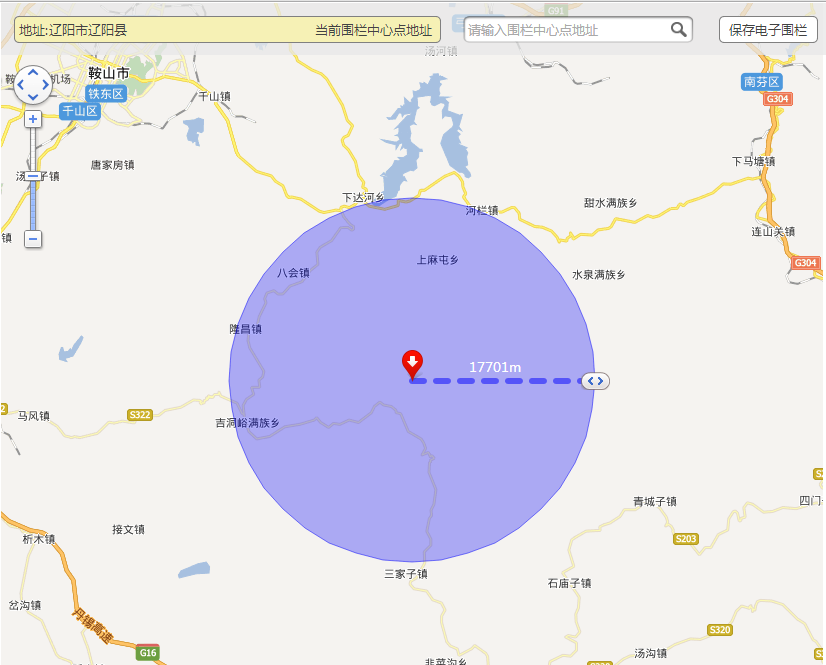 G91
地址:辽阳市辽阳县 当前围栏中心点地址
请输入围栏中心点地址
保存电子围栏
汤河镇
鞍山市
机场
铁东区
千山区
千山镇
南芬区
G304
唐家房镇
下马塘镇
下达河乡
河栏镇
甜水满族乡
连山关镇
镇
上麻屯乡
G304
八会镇
水泉满族乡
隆昌镇
17701m
马风镇
S322
吉洞峪满族乡
青城子镇
四门
接文镇
析木镇
S203
三家子镇
石庙子镇
岔沟镇
丹锡高速
S320
G16
汤沟镇
韭菜沟乡